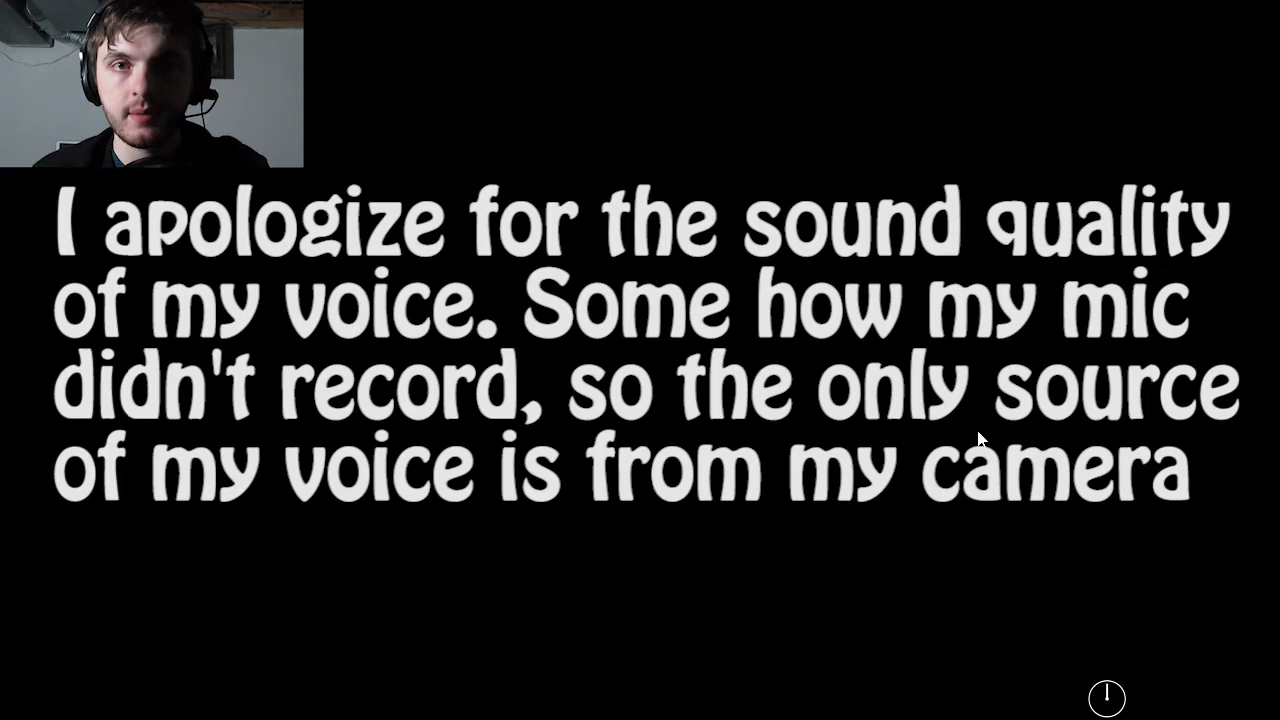 I apologize for the sound quality
of my voice. Some how my mic
didn't record, so the only source
of my voice is from my camera